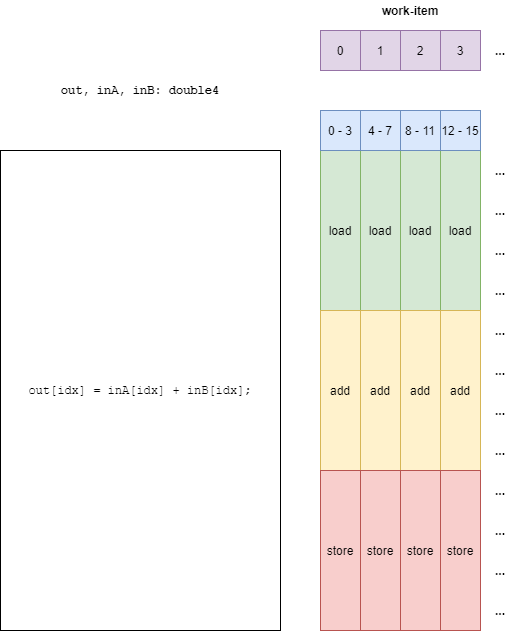 work-item
0 1 2 3 ...
out, inA, inB: double4
0 - 3 4 - 7 8 - 11 12 - 15
...
...
load load load load
...
...
...
...
out[idx] = inA[idx] + inB[idx]; add add add add
...
...
...
...
store store store store
...
...